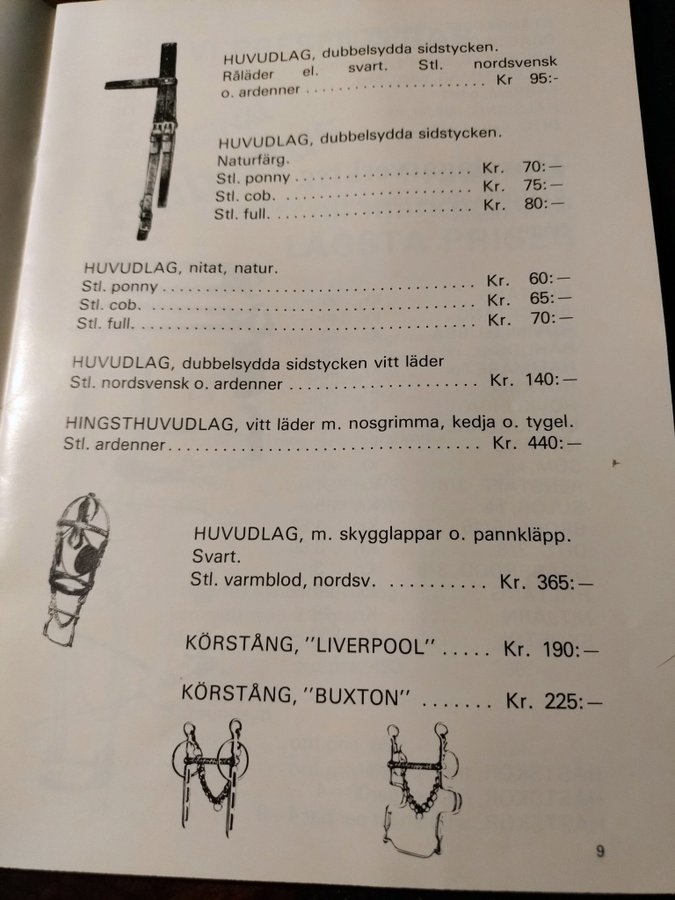 HUVUDLAG, dubbelsydda sidstycken.
Råläder el. svart. Stl. nordsvensk
o. ardenner ........................ Kr 95:-
HUVUDLAG, dubbelsydda sidstycken.
Naturfärg.
Stl. ponny ........................ Kr. 70:—
Stl. cob. ........................ Kr. 75:—
Stl. full. ........................ Kr. 80:—
HUVUDLAG, nitat, natur.
Stl. ponny ........................ Kr. 60:—
Stl. cob. ........................ Kr. 65:—
Stl. full. ........................ Kr. 70:—
HUVUDLAG, dubbelsydda sidstycken vitt läder
Stl. nordsvensk o. ardenner .................... Kr. 140:—
HINGSTHUVUDLAG, vitt läder m. nosgrimma, kedja o. tygel.
Stl. ardenner ........................ Kr. 440:—
HUVUDLAG, m. skygglappar o. pannkläpp.
Svart.
Stl. varmblod, nordsv. .......... Kr. 365:—
KÖRSTÅNG, "LIVERPOOL" ..... Kr. 190:—
KÖRSTÅNG, "BUXTON" ....... Kr. 225:—
9